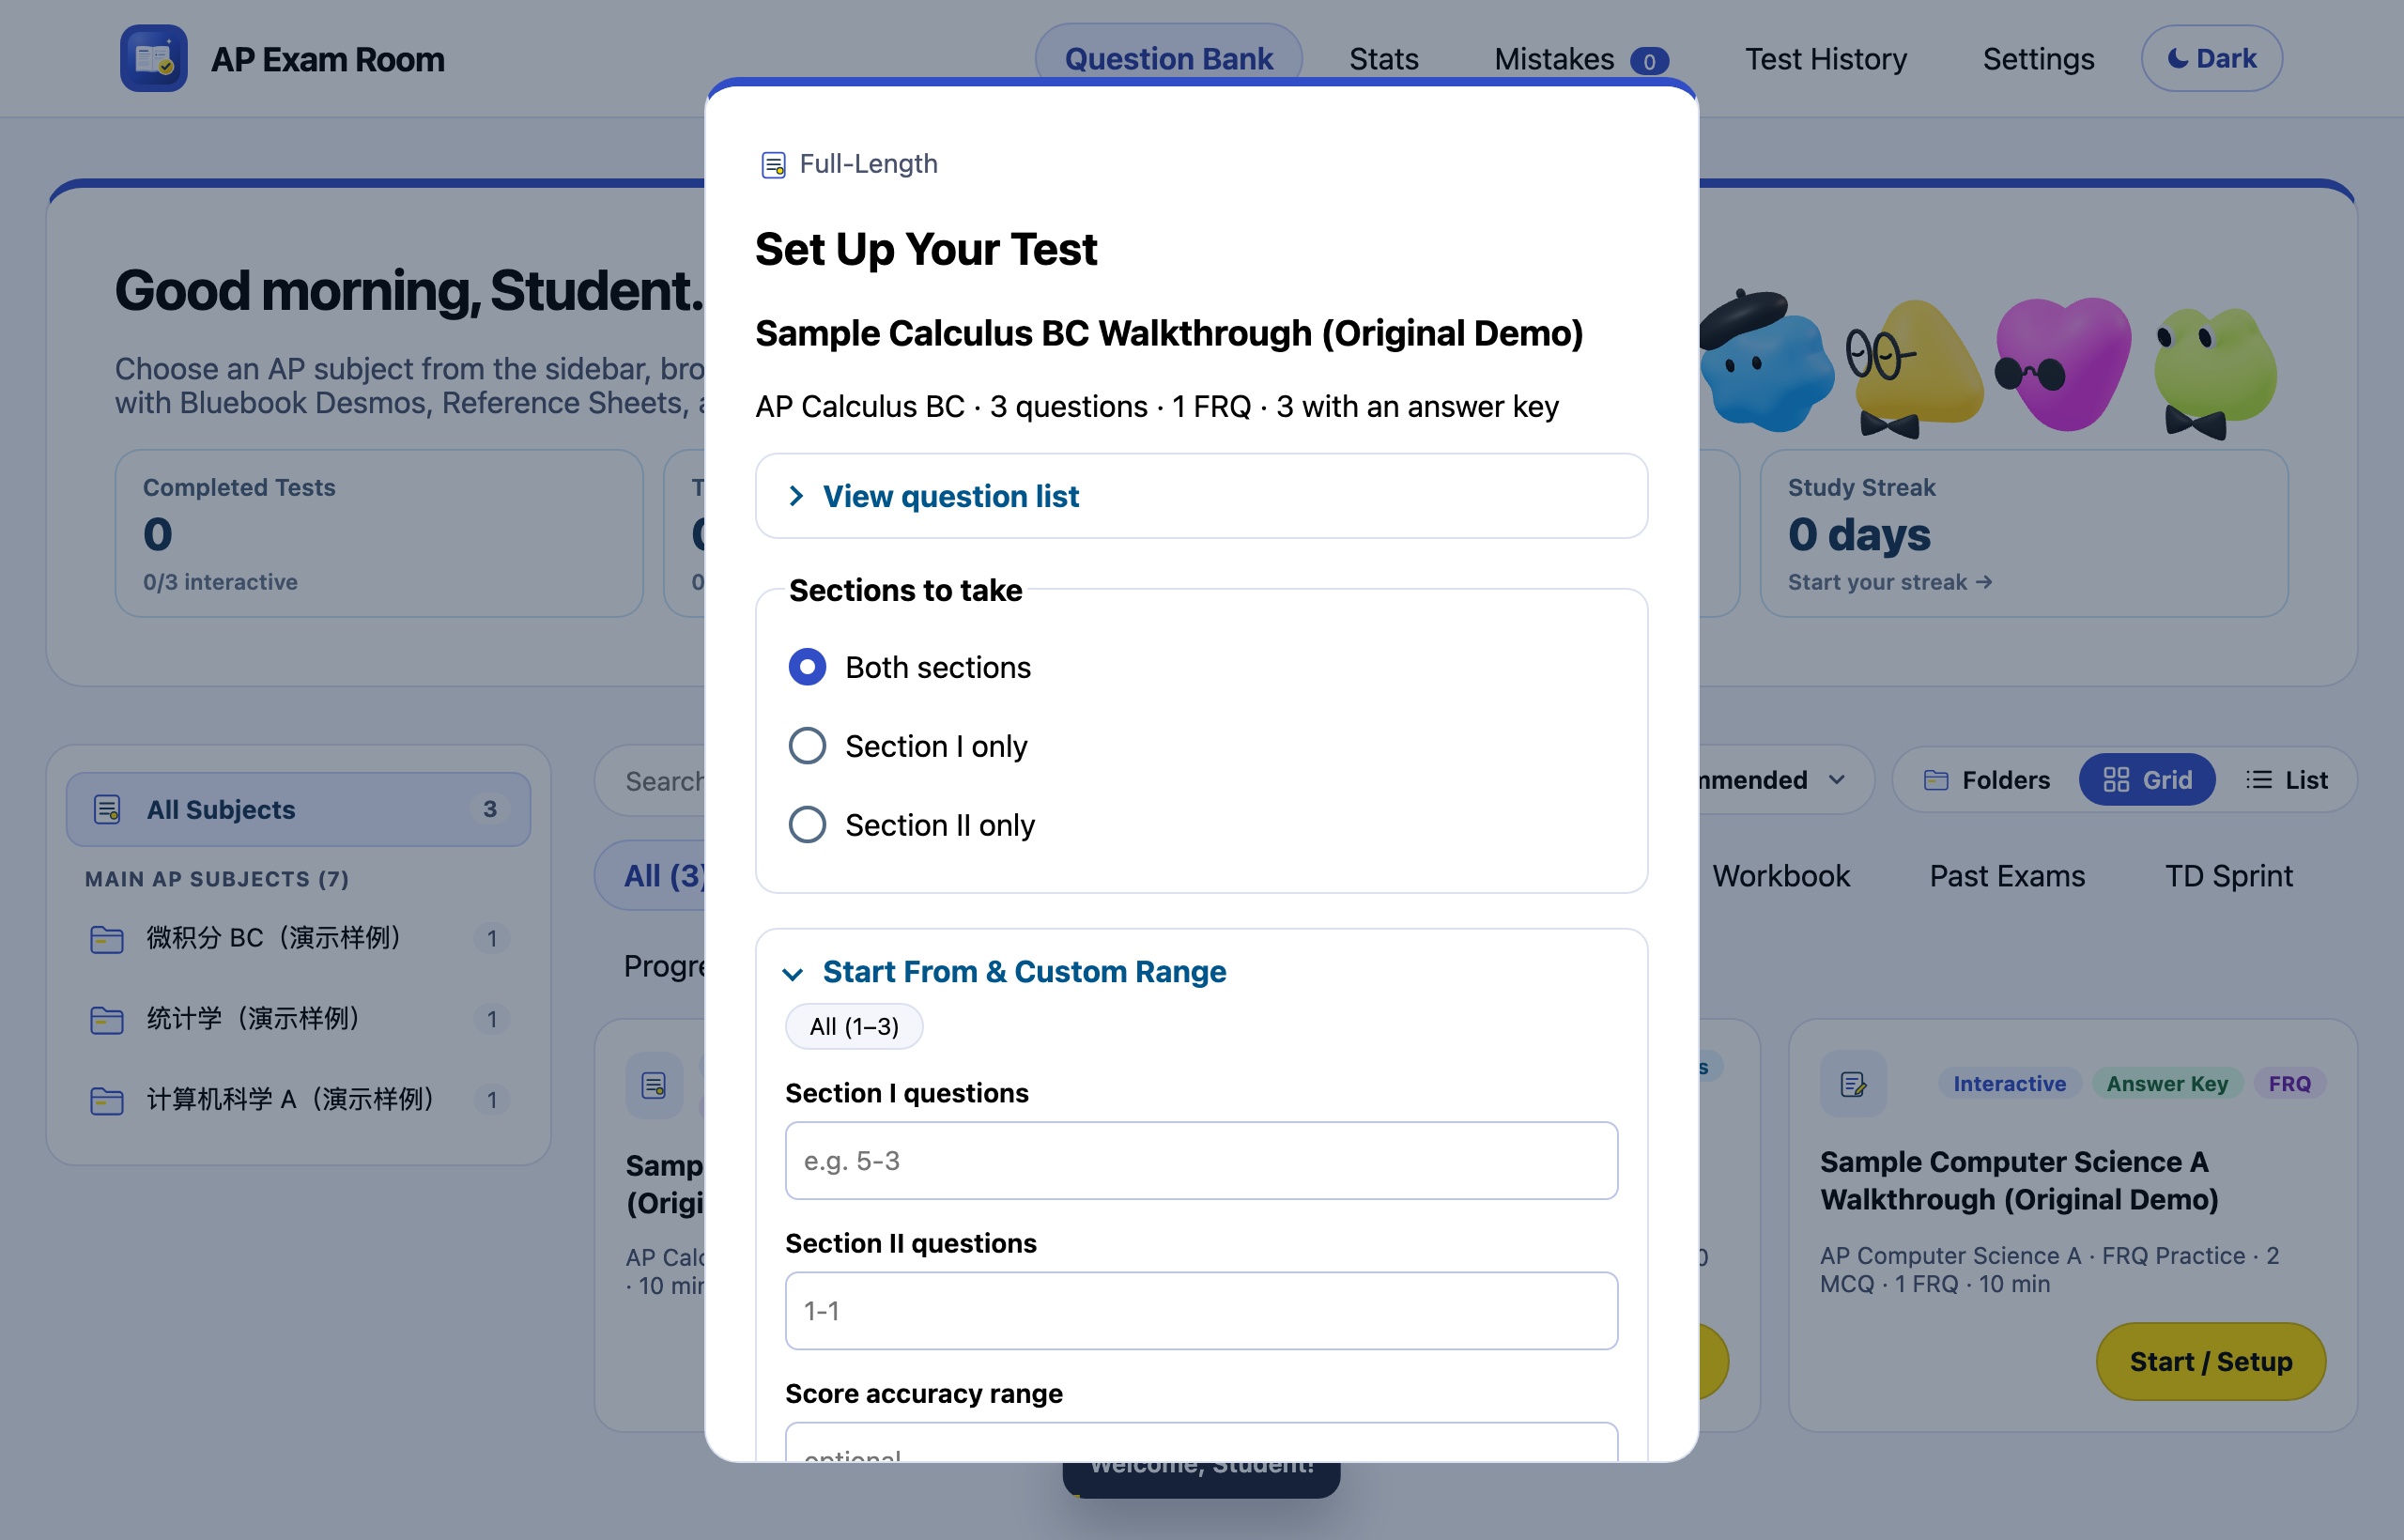 AP Exam Room
Question Bank
Stats
Mistakes 0
Test History
Settings
Dark
Good morning, Student.
Choose an AP subject from the sidebar,
with Bluebook Desmos, Reference Sheets,
Completed Tests
0
0/3 interactive
Study Streak
0 days
Start your streak →
All Subjects 3
MAIN AP SUBJECTS (7)
微积分 BC（演示样例） 1
统计学（演示样例） 1
计算机科学 A（演示样例） 1
Search
All (3)
Folders
Grid
List
Workbook
Past Exams
TD Sprint
· 10 min
Interactive
Answer Key
FRQ
Sample Computer Science A
Walkthrough (Original Demo)
AP Computer Science A · FRQ Practice · 2
MCQ · 1 FRQ · 10 min
Start / Setup
Full-Length
Set Up Your Test
Sample Calculus BC Walkthrough (Original Demo)
AP Calculus BC · 3 questions · 1 FRQ · 3 with an answer key
View question list
Sections to take
Both sections
Section I only
Section II only
Start From & Custom Range
All (1–3)
Section I questions
e.g. 5-3
Section II questions
1-1
Score accuracy range
optional
Welcome, Student!